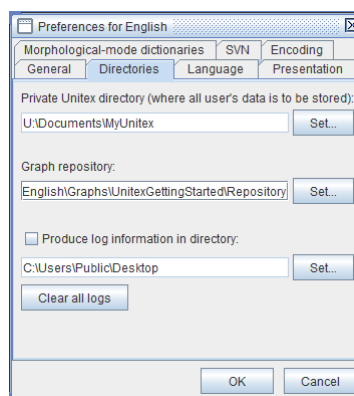 Preferences for English
Morphological-mode dictionaries SVN Encoding
General Directories Language Presentation
Private Unitex directory (where all user's data is to be stored):
U:\Documents\MyUnitex Set...
Graph repository:
English\Graphs\UnitexGettingStarted\Repository Set...
Produce log information in directory:
C:\Users\Public\Desktop Set...
Clear all logs
OK Cancel